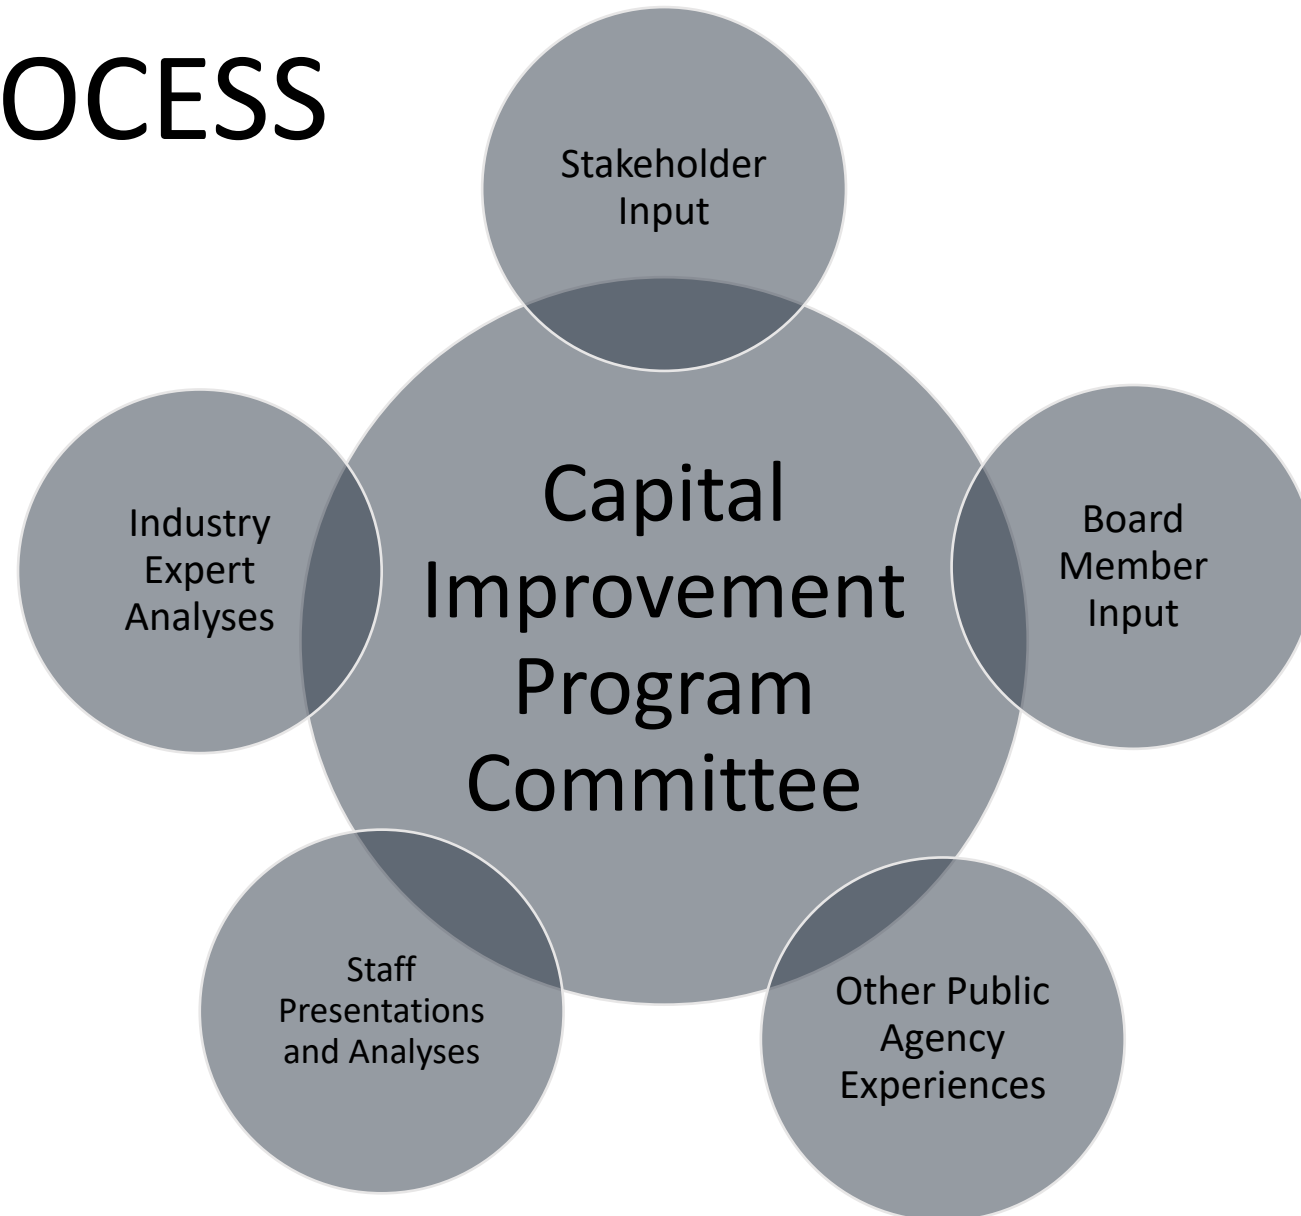 OCESS
Stakeholder
Input
Industry
Expert
Analyses
Capital
Improvement
Program
Committee
Board
Member
Input
Staff
Presentations
and Analyses
Other Public
Agency
Experiences